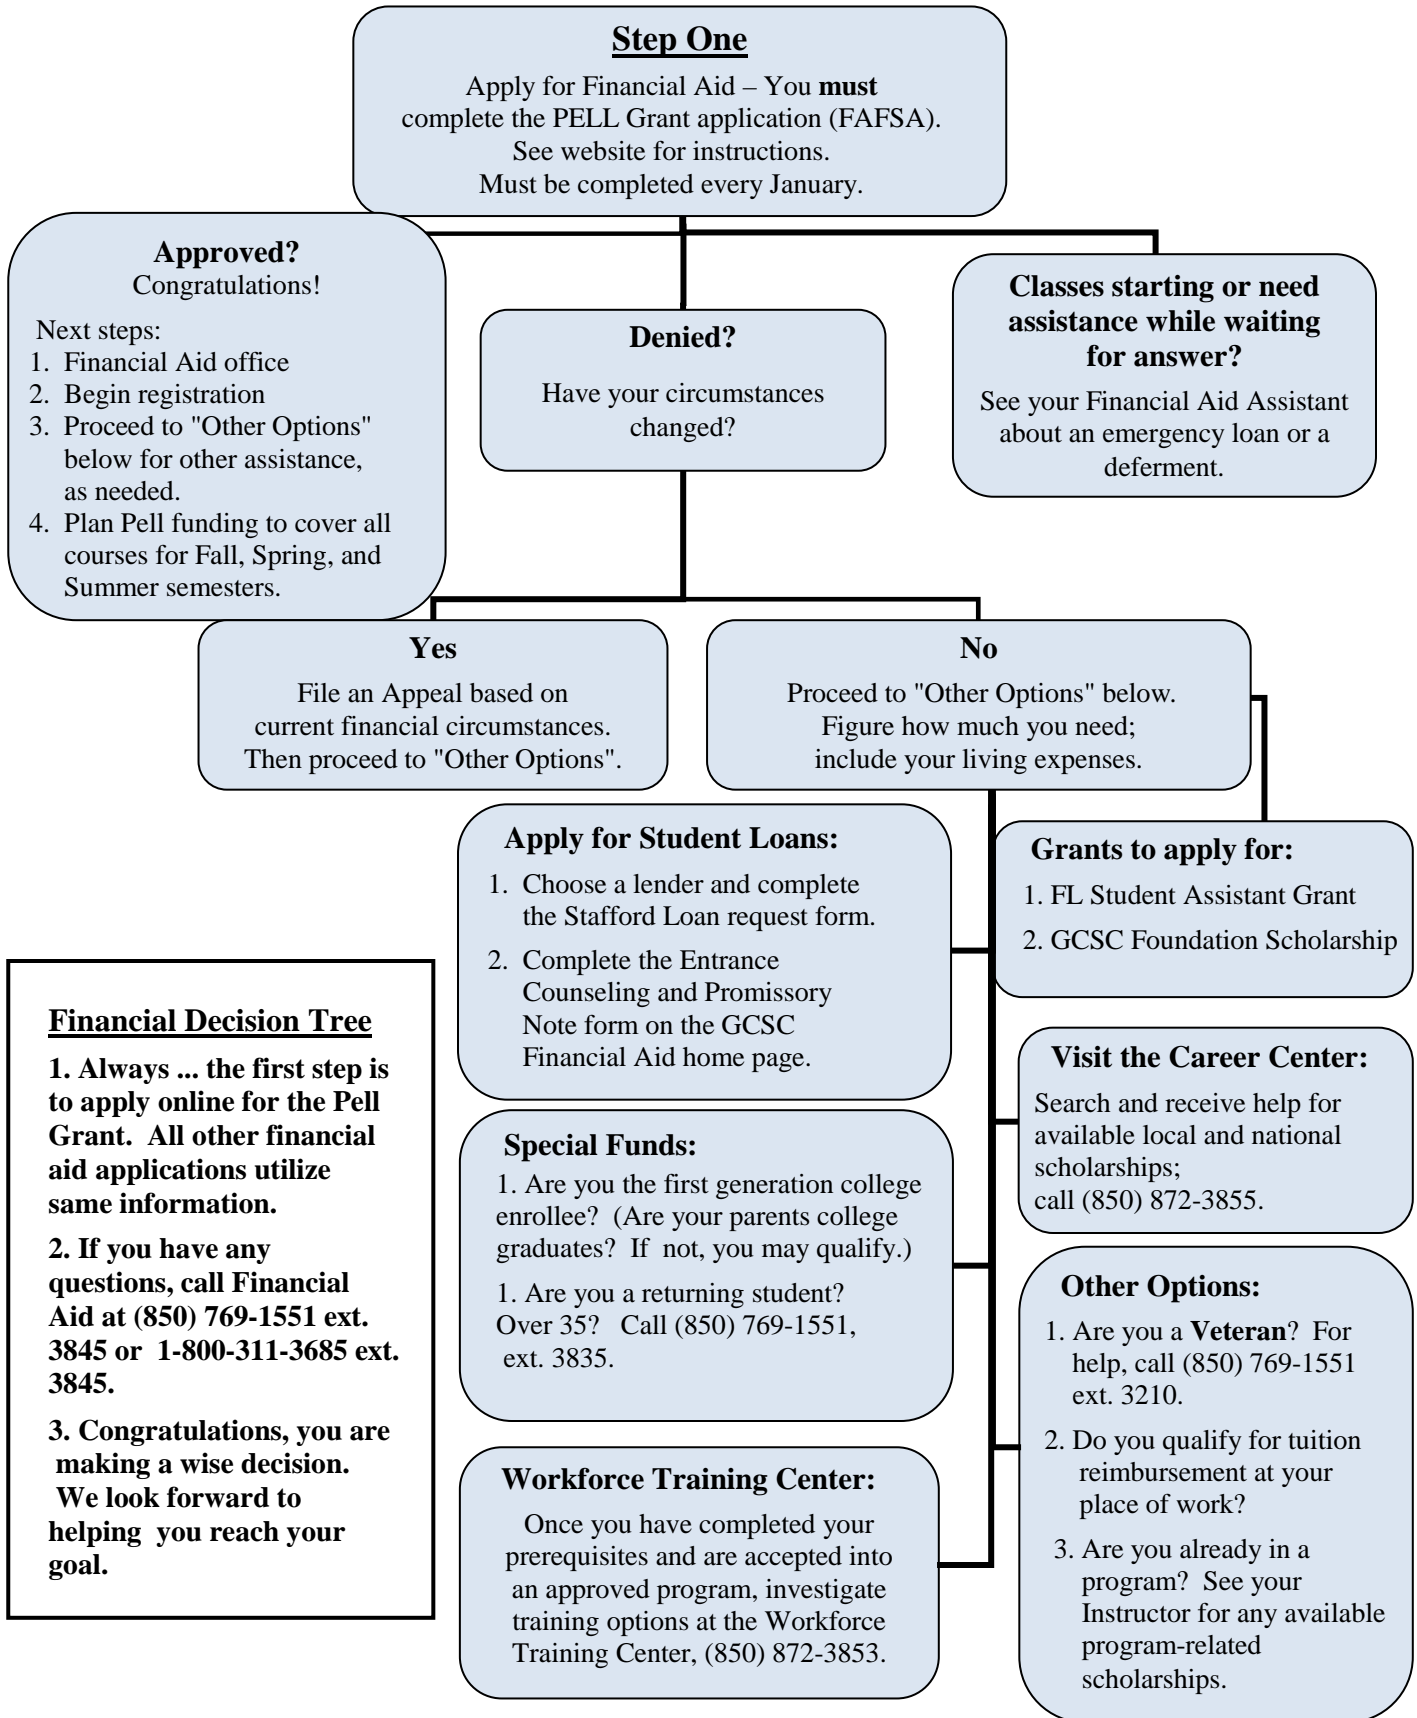 Step One
Apply for Financial Aid – You must
complete the PELL Grant application (FAFSA).
See website for instructions.
Must be completed every January.
Approved?
Congratulations!
Next steps:
1. Financial Aid office
2. Begin registration
3. Proceed to "Other Options"
below for other assistance,
as needed.
4. Plan Pell funding to cover all
courses for Fall, Spring, and
Summer semesters.
Denied?
Have your circumstances
changed?
Classes starting or need
assistance while waiting
for answer?
See your Financial Aid Assistant
about an emergency loan or a
deferment.
Yes
File an Appeal based on
current financial circumstances.
Then proceed to "Other Options".
No
Proceed to "Other Options" below.
Figure how much you need;
include your living expenses.
Apply for Student Loans:
1. Choose a lender and complete
the Stafford Loan request form.
2. Complete the Entrance
Counseling and Promissory
Note form on the GCSC
Financial Aid home page.
Grants to apply for:
1. FL Student Assistant Grant
2. GCSC Foundation Scholarship
Financial Decision Tree
1. Always ... the first step is
to apply online for the Pell
Grant. All other financial
aid applications utilize
same information.
2. If you have any
questions, call Financial
Aid at (850) 769-1551 ext.
3845 or 1-800-311-3685 ext.
3845.
3. Congratulations, you are
making a wise decision.
We look forward to
helping you reach your
goal.
Visit the Career Center:
Search and receive help for
available local and national
scholarships;
call (850) 872-3855.
Special Funds:
1. Are you the first generation college
enrollee? (Are your parents college
graduates? If not, you may qualify.)
1. Are you a returning student?
Over 35? Call (850) 769-1551,
ext. 3835.
Other Options:
1. Are you a Veteran? For
help, call (850) 769-1551
ext. 3210.
2. Do you qualify for tuition
reimbursement at your
place of work?
3. Are you already in a
program? See your
Instructor for any available
program-related
scholarships.
Workforce Training Center:
Once you have completed your
prerequisites and are accepted into
an approved program, investigate
training options at the Workforce
Training Center, (850) 872-3853.